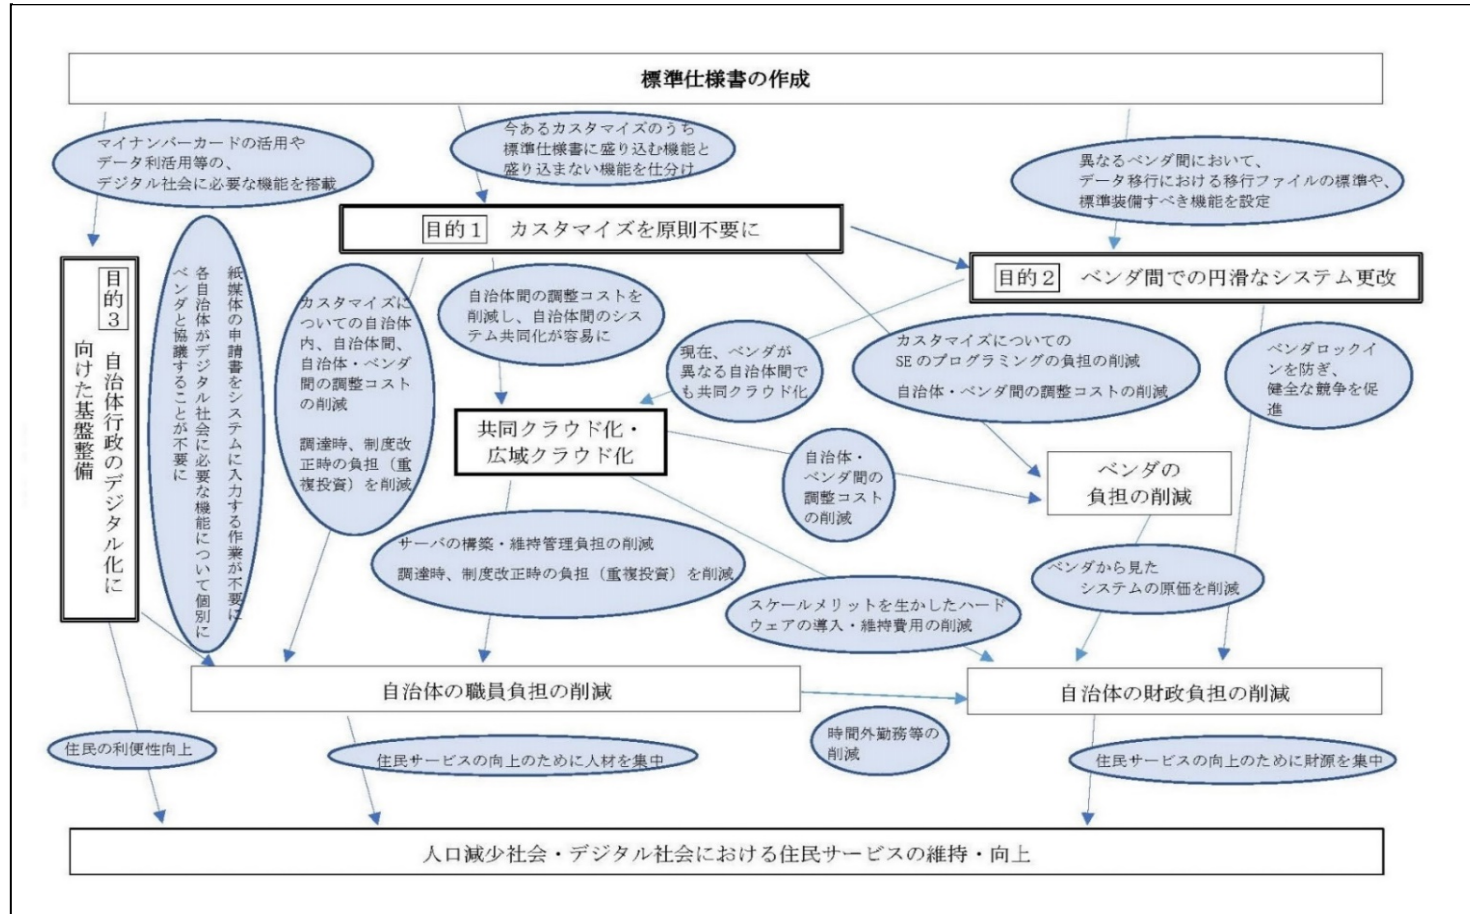 標準仕様書の作成
マイナンバーカードの活用や
データ利活用等の、
デジタル社会に必要な機能を搭載
今あるカスタマイズのうち
標準仕様書に盛り込む機能と
盛り込まない機能を仕分け
異なるベンダ間において、
データ移行における移行ファイルの標準や、
標準装備すべき機能を設定
目的1 カスタマイズを原則不要に
目的2 ベンダ間での円滑なシステム更改
目的3 自治体行政のデジタル化に
向けた基盤整備
紙媒体の申請書をシステムに入力する作業が不要に
各自治体がデジタル社会に必要な機能について個別に
ベンダと協議することが不要に
カスタマイズに
ついての自治体
内、自治体間、
自治体・ベンダ
間の調整コスト
の削減
調達時、制度改
正時の負担（重
複投資）を削減
自治体間の調整コストを
削減し、自治体間のシス
テム共同化が容易に
現在、ベンダが
異なる自治体間で
も共同クラウド化
カスタマイズについての
SEのプログラミングの負担の削減
自治体・ベンダ間の調整コストの削減
ベンダロックイ
ンを防ぎ、
健全な競争を促
進
共同クラウド化・
広域クラウド化
自治体・
ベンダ間の
調整コスト
の削減
ベンダの
負担の削減
サーバの構築・維持管理負担の削減
調達時、制度改正時の負担（重複投資）を削減
ベンダから見た
システムの原価を削減
スケールメリットを生かしたハード
ウェアの導入・維持費用の削減
自治体の職員負担の削減
自治体の財政負担の削減
時間外勤務等の
削減
住民の利便性向上
住民サービスの向上のために人材を集中
住民サービスの向上のために財源を集中
人口減少社会・デジタル社会における住民サービスの維持・向上